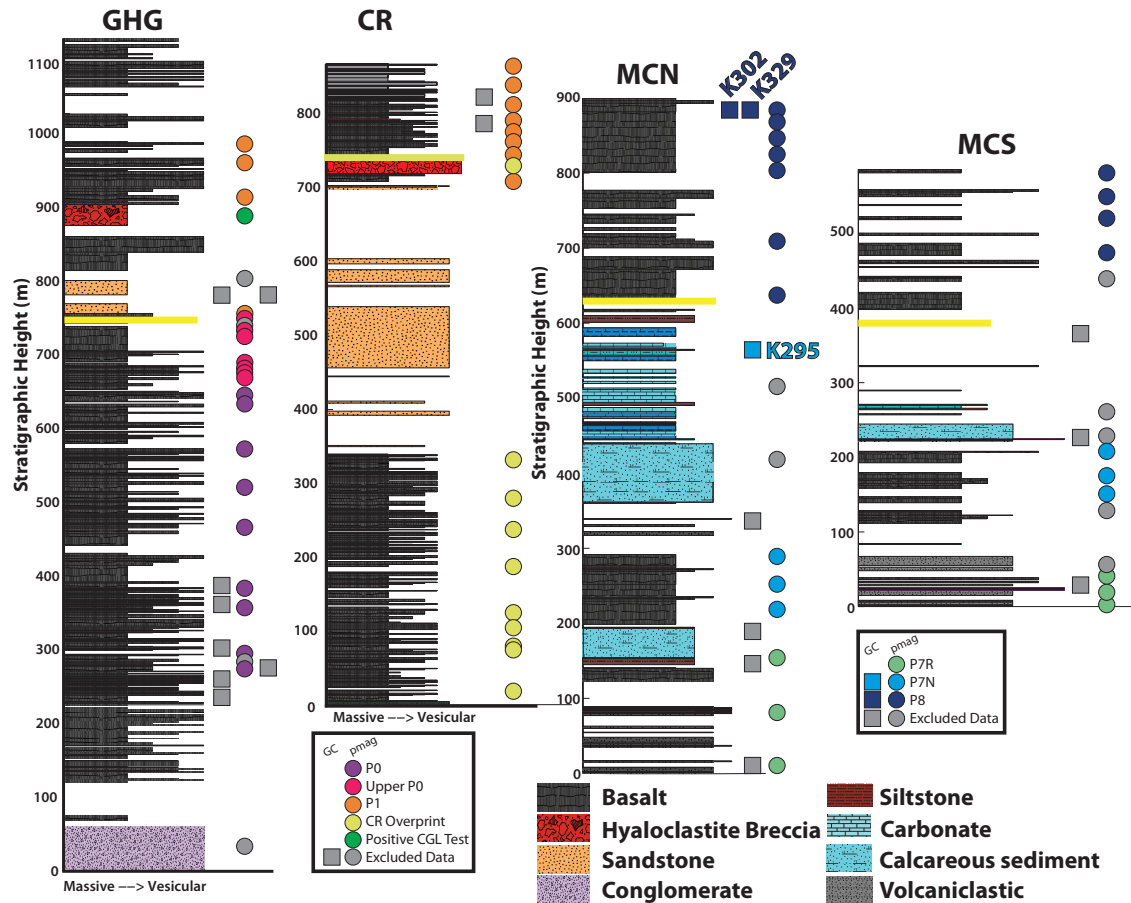 GHG
CR
MCN
MCS
K302
K329
K295
Stratigraphic Height (m)
1100
1000
900
800
700
600
500
400
300
200
100
0
Massive --> Vesicular
800
700
600
500
400
300
200
100
0
Massive --> Vesicular
GC pmag
P0
Upper P0
P1
CR Overprint
Positive CGL Test
Excluded Data
Stratigraphic Height (m)
900
800
700
600
500
400
300
200
100
0
500
400
300
200
100
0
GC pmag
P7R
P7N
P8
Excluded Data
Basalt
Hyaloclastite Breccia
Sandstone
Conglomerate
Siltstone
Carbonate
Calcareous sediment
Volcaniclastic